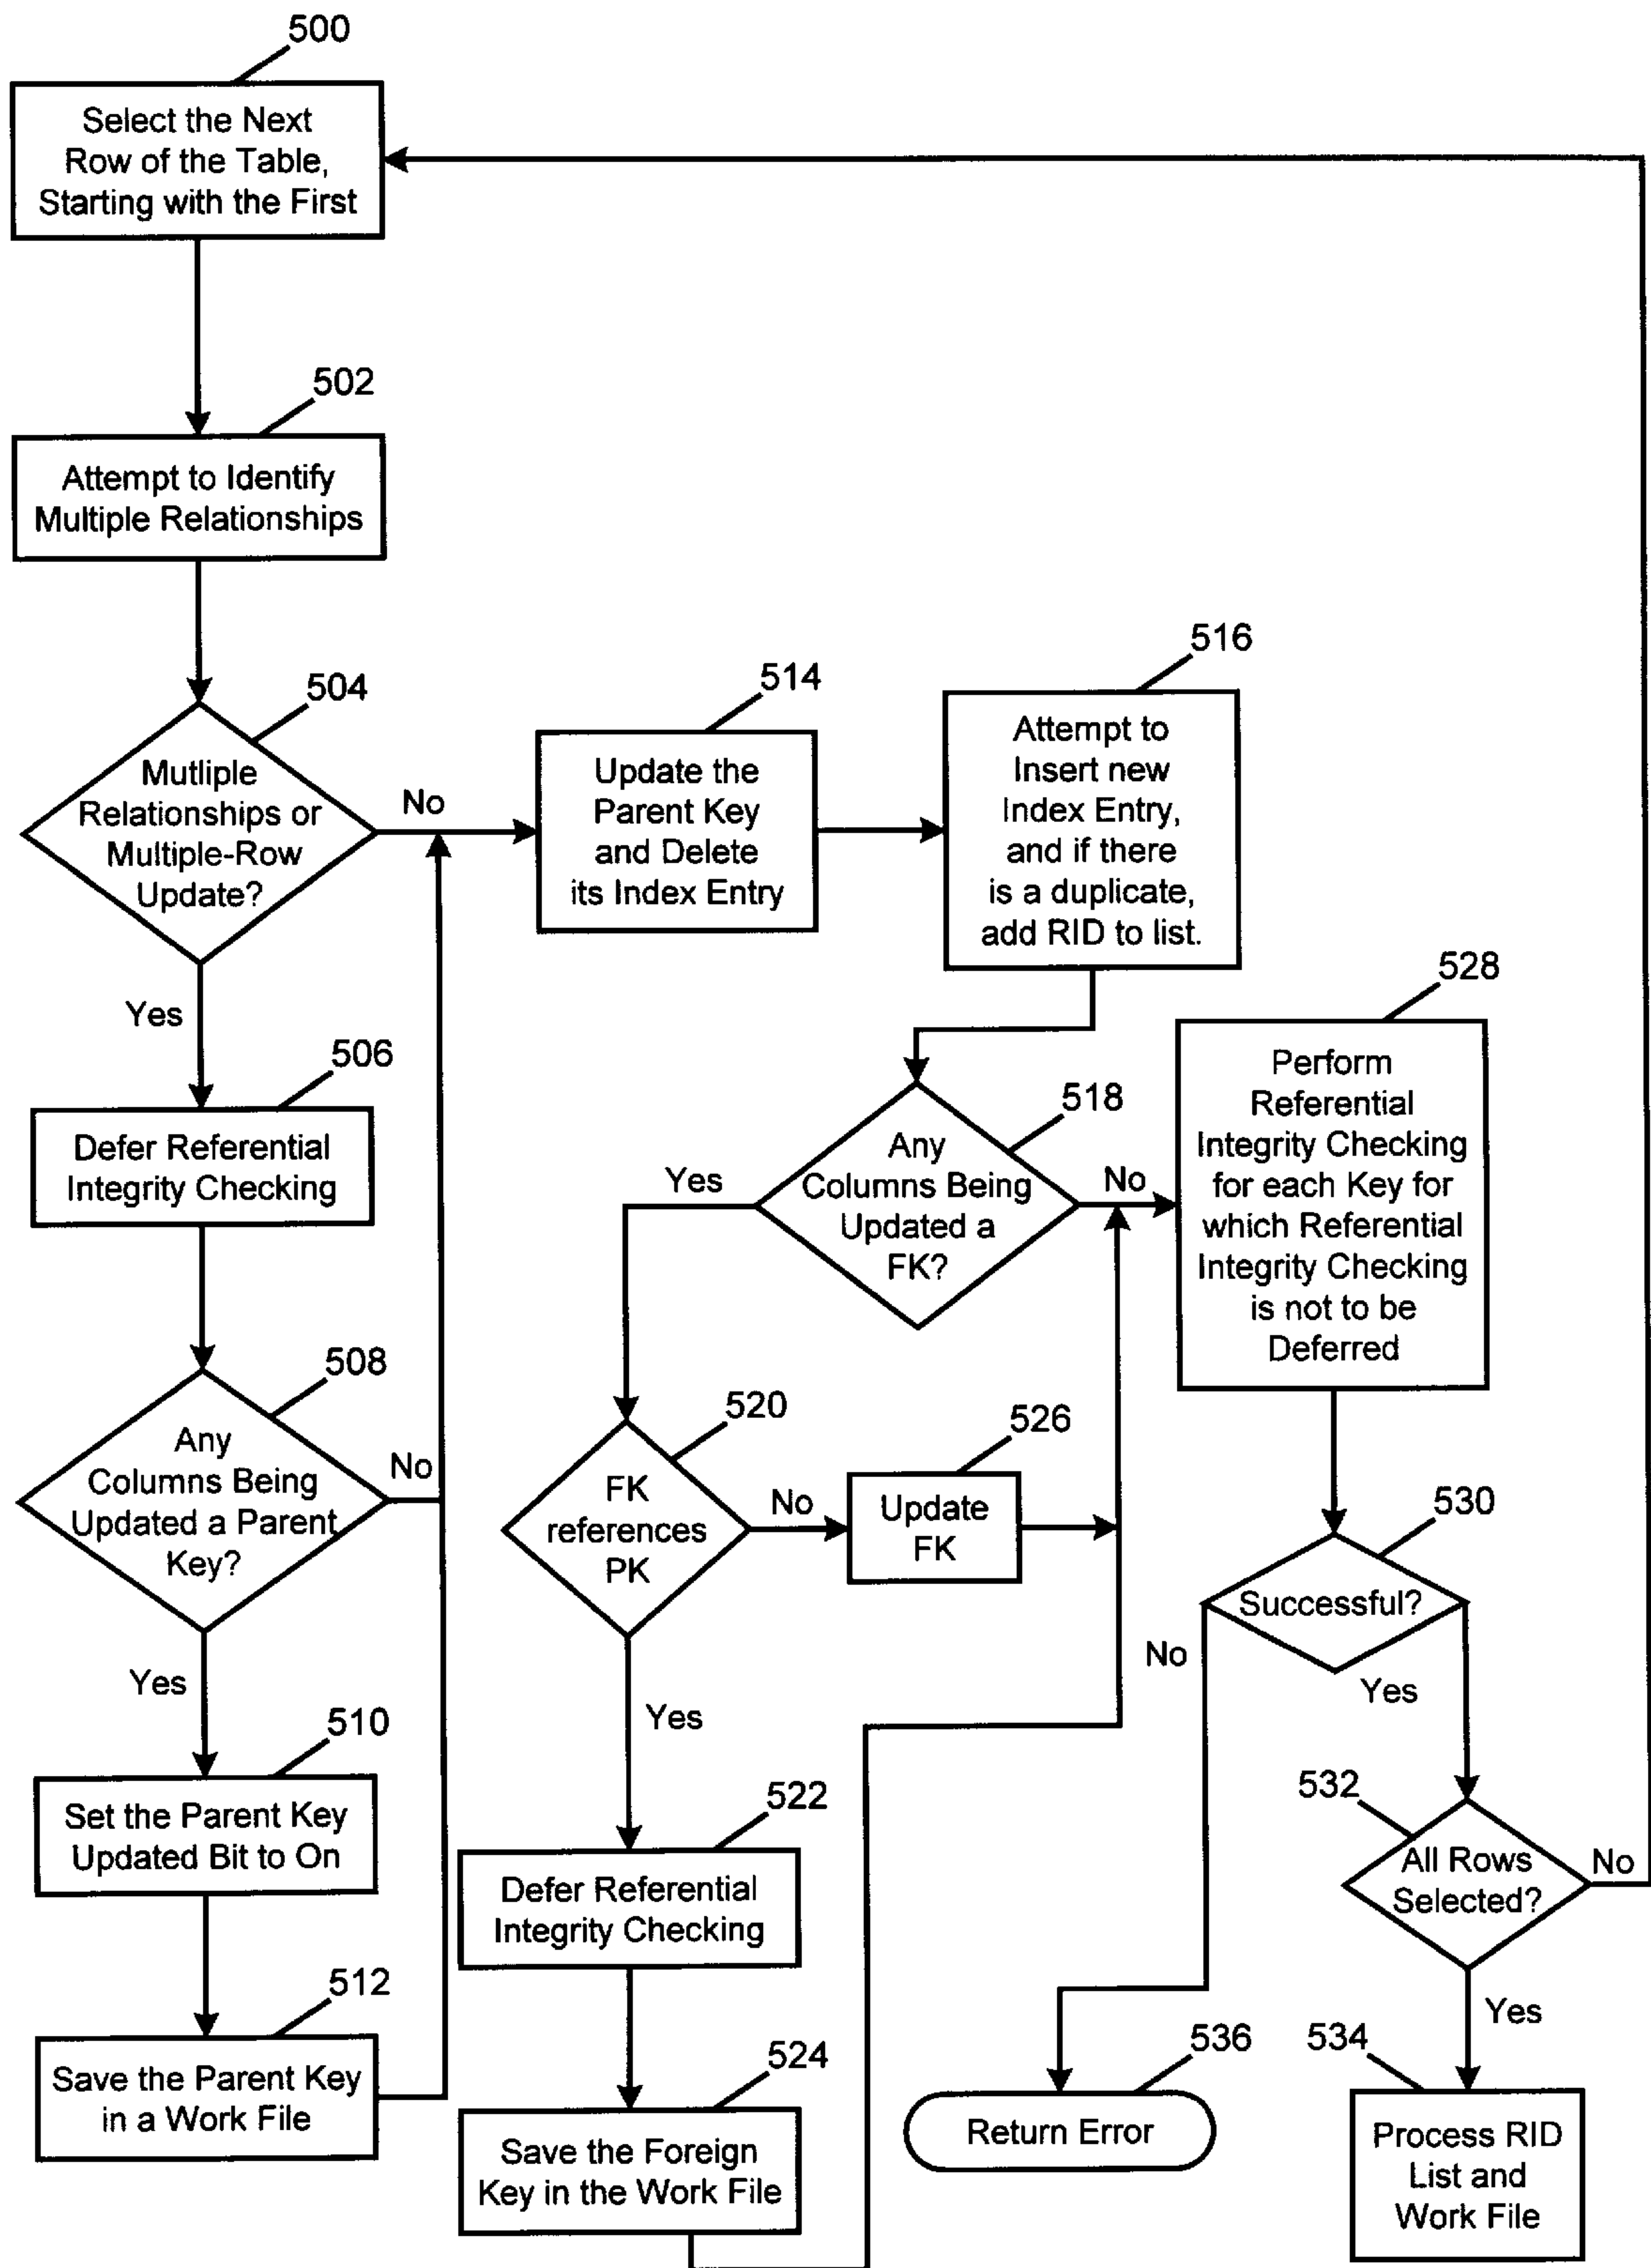 500
Select the Next
Row of the Table,
Starting with the First
502
Attempt to Identify
Multiple Relationships
504
Mutliple
Relationships or
Multiple-Row
Update?
No
Yes
506
Defer Referential
Integrity Checking
508
Any
Columns Being
Updated a Parent
Key?
No
Yes
510
Set the Parent Key
Updated Bit to On
512
Save the Parent Key
in a Work File
514
Update the
Parent Key
and Delete
its Index Entry
516
Attempt to
Insert new
Index Entry,
and if there
is a duplicate,
add RID to list.
518
Any
Columns Being
Updated a
FK?
Yes
No
520
FK
references
PK
No
Yes
526
Update
FK
522
Defer Referential
Integrity Checking
524
Save the Foreign
Key in the Work File
528
Perform
Referential
Integrity Checking
for each Key for
which Referential
Integrity Checking
is not to be
Deferred
530
Successful?
No
Yes
532
All Rows
Selected?
No
Yes
534
Process RID
List and
Work File
536
Return Error